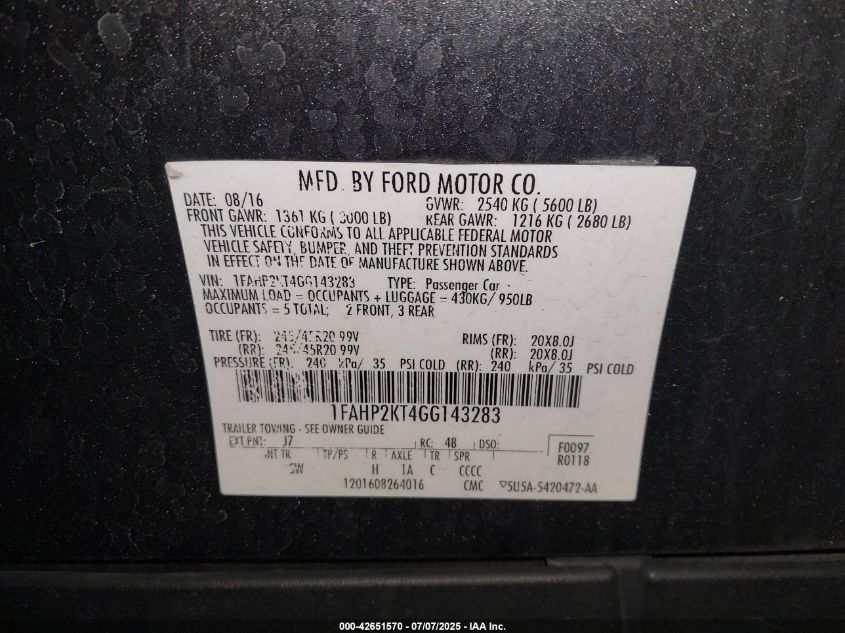 MFD. BY FORD MOTOR CO.
DATE: 08/16 GVWR: 2540 KG ( 5600 LB)
FRONT GAWR: 1361 KG ( 3000 LB) REAR GAWR: 1216 KG ( 2680 LB)
THIS VEHICLE CONFORMS TO ALL APPLICABLE FEDERAL MOTOR
VEHICLE SAFETY, BUMPER, AND THEFT PREVENTION STANDARDS
IN EFFECT ON THE DATE OF MANUFACTURE SHOWN ABOVE.
VIN: 1FAHP2KT4GG143283 TYPE: Passenger Car
MAXIMUM LOAD = OCCUPANTS + LUGGAGE = 430KG/ 950LB
OCCUPANTS = 5 TOTAL; 2 FRONT, 3 REAR
TIRE (FR): 245/45R20 99V RIMS (FR): 20X8.0J
(RR): 245/45R20 99V (RR): 20X8.0J
PRESSURE (FR): 240 kPa/ 35 PSI COLD (RR): 240 kPa/ 35 PSI COLD
1FAHP2KT4GG143283
TRAILER TOWING - SEE OWNER GUIDE
EXT PNT: J7 RC: 48 DSO: F0097
INT TR TP/PS R AXLE TR SPR R0118
CW H 1A C CCCC
1201608264016 CMC ▽5U5A-5420472-AA
000-42651570 | 07/07/2025 - IAA Inc.